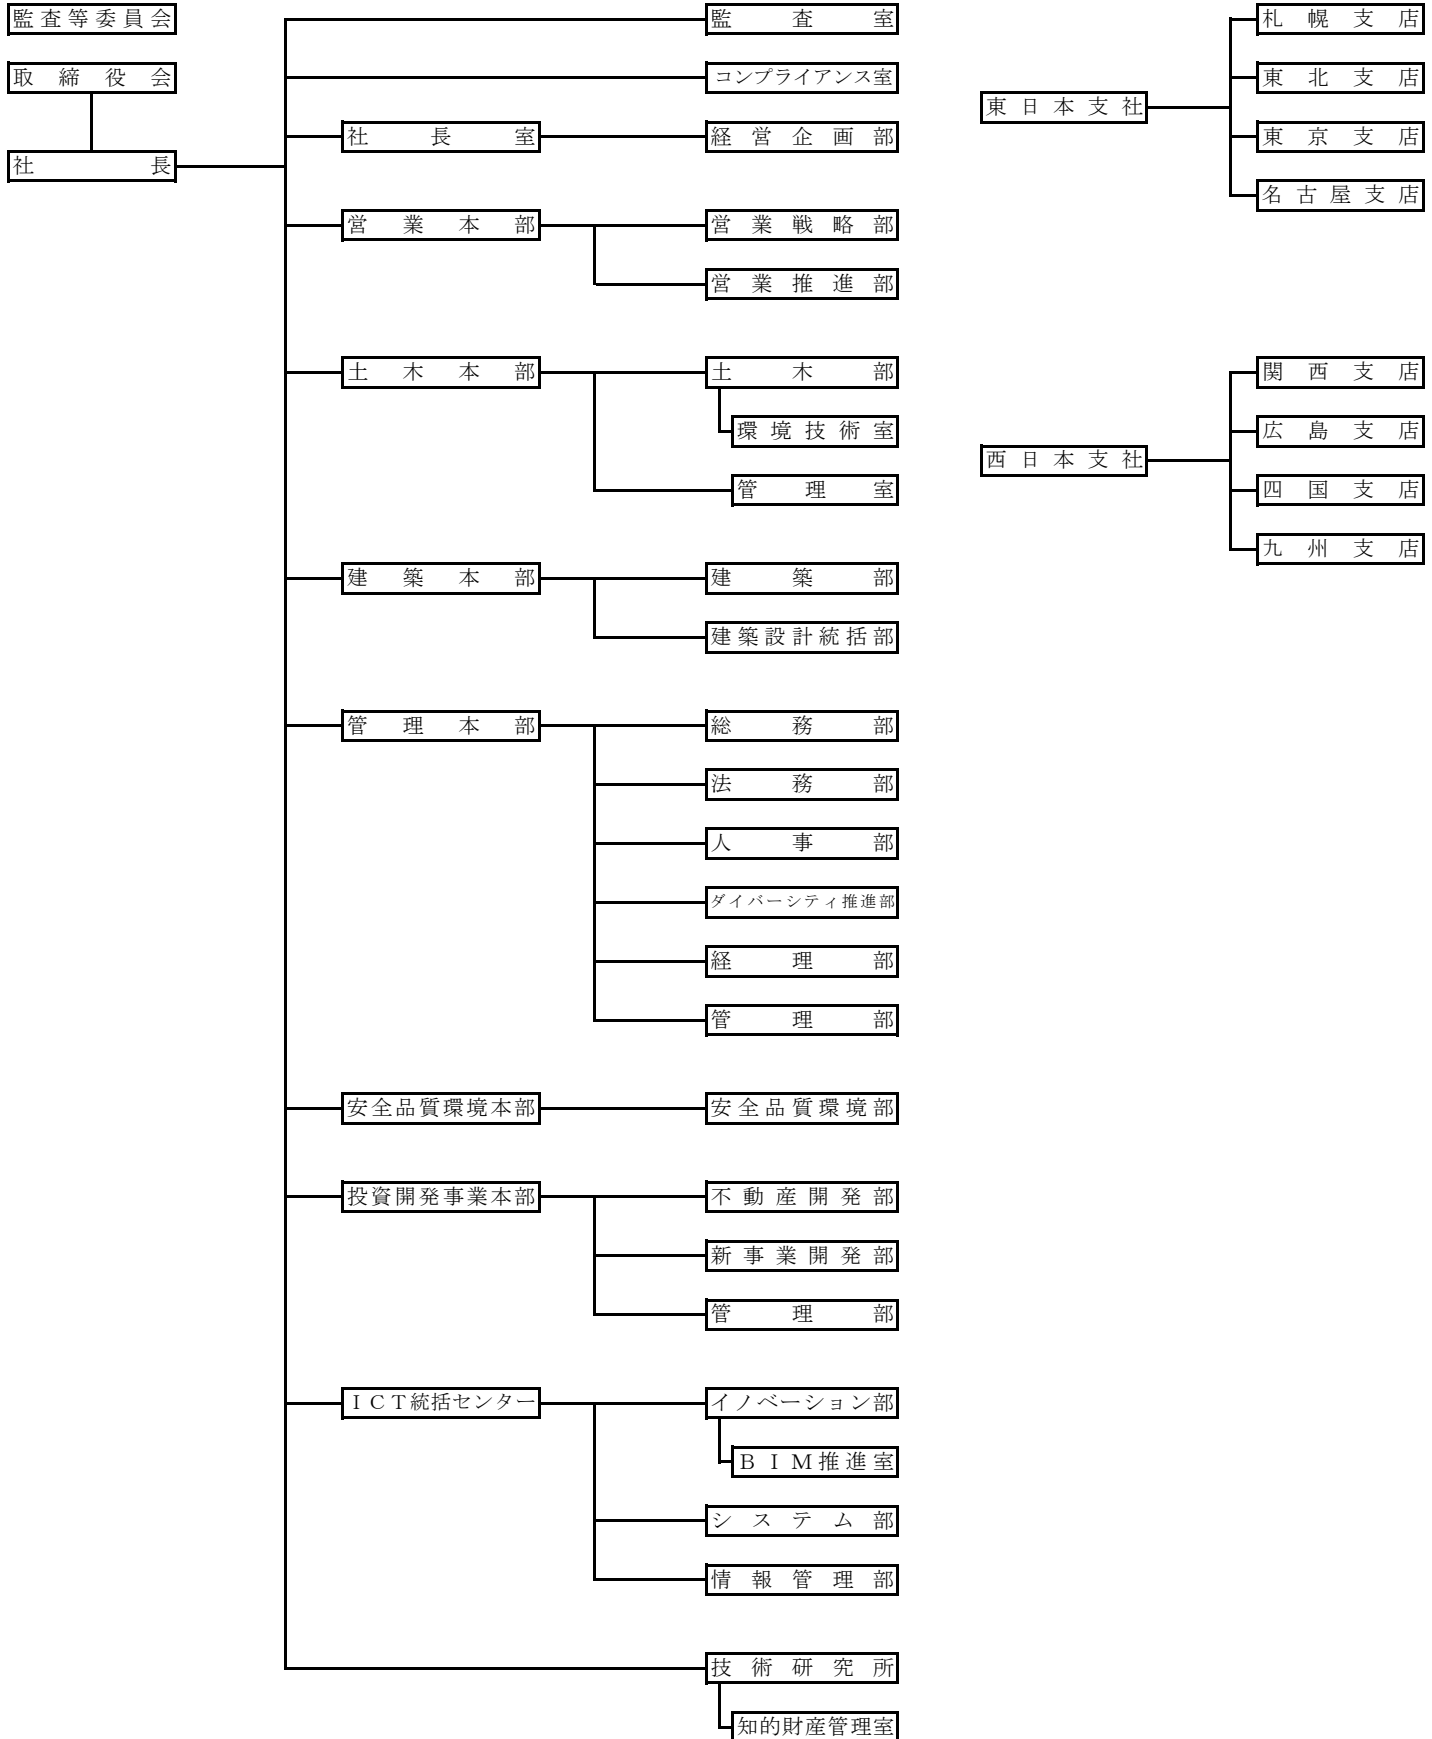 監査等委員会
取締役会
社長
監査室
コンプライアンス室
社長室
経営企画部
営業本部
営業戦略部
営業推進部
土木本部
土木部
環境技術室
管理室
建築本部
建築部
建築設計統括部
管理本部
総務部
法務部
人事部
ダイバーシティ推進部
経理部
管理部
安全品質環境本部
安全品質環境部
投資開発事業本部
不動産開発部
新事業開発部
管理部
ＩＣＴ統括センター
イノベーション部
ＢＩＭ推進室
システム部
情報管理部
技術研究所
知的財産管理室
東日本支社
札幌支店
東北支店
東京支店
名古屋支店
西日本支社
関西支店
広島支店
四国支店
九州支店